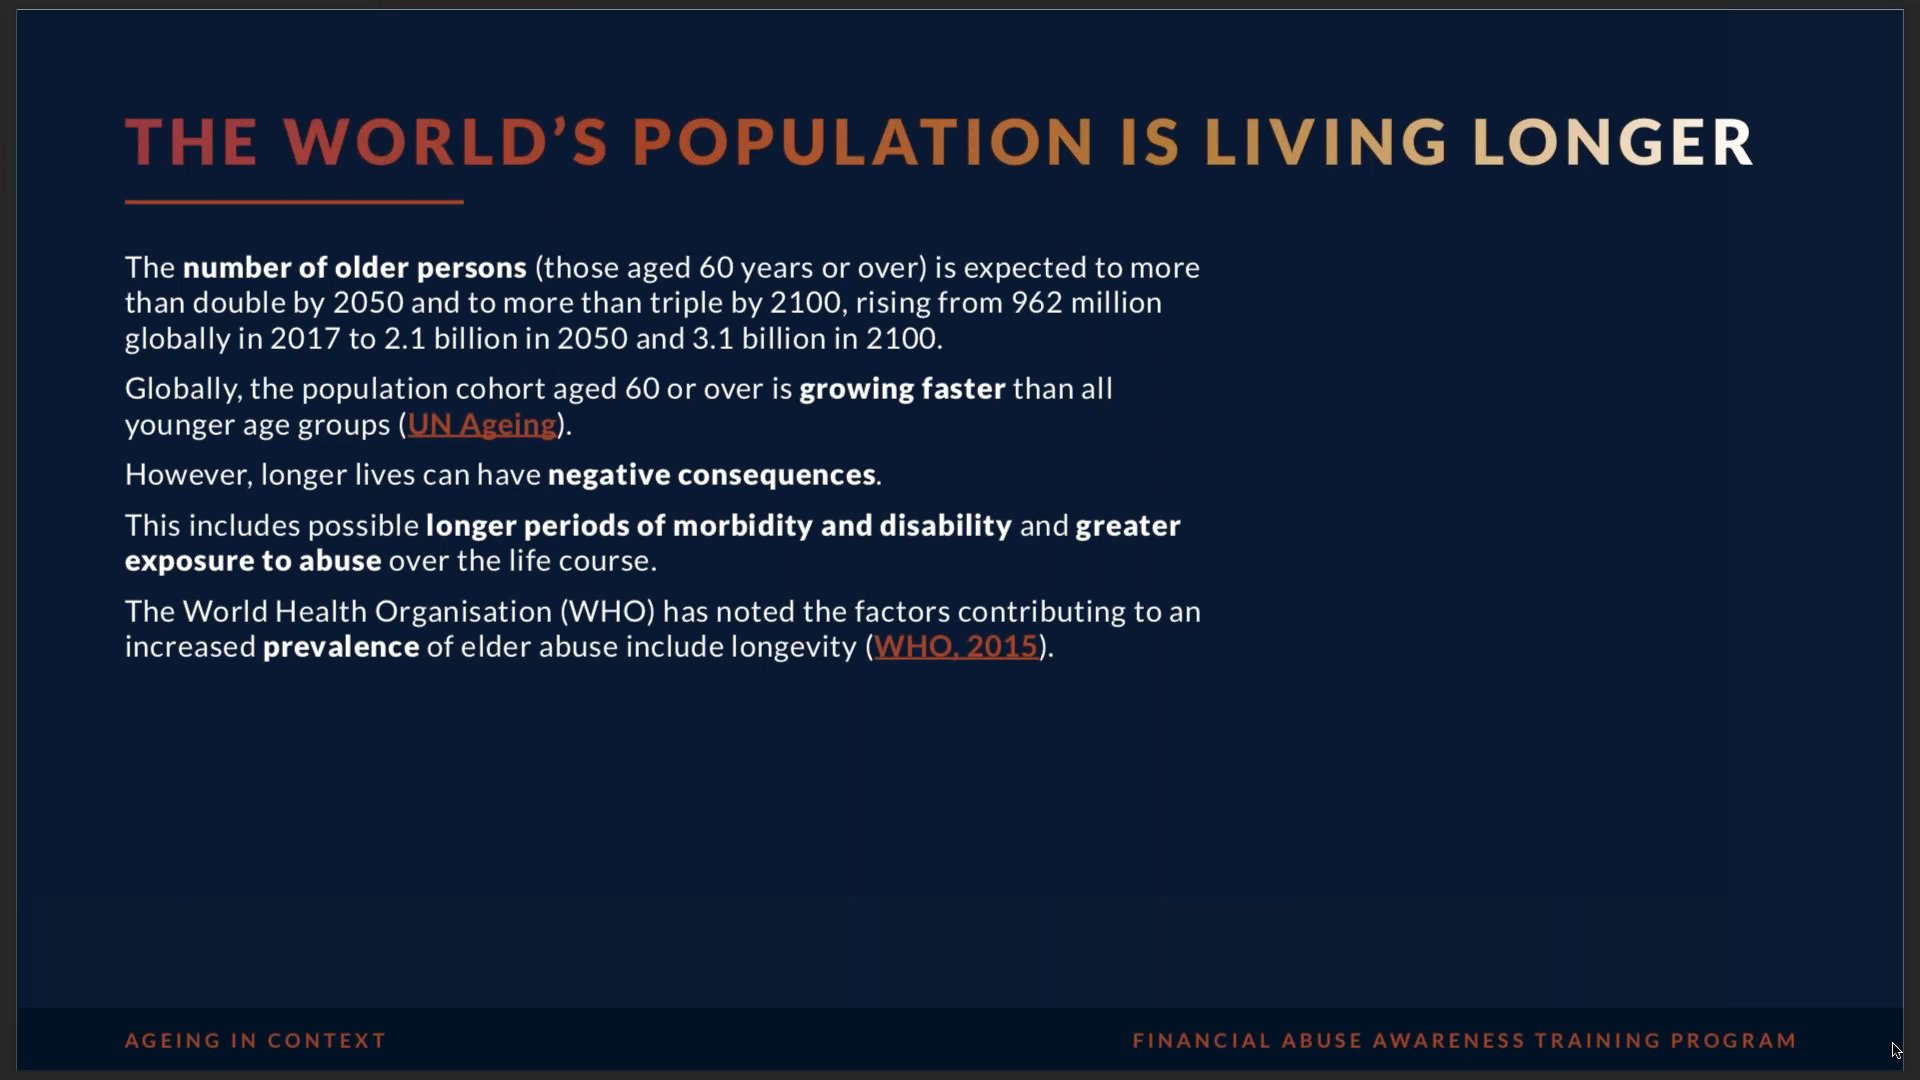 THE WORLD’S POPULATION IS LIVING LONGER
The number of older persons (those aged 60 years or over) is expected to more
than double by 2050 and to more than triple by 2100, rising from 962 million
globally in 2017 to 2.1 billion in 2050 and 3.1 billion in 2100.
Globally, the population cohort aged 60 or over is growing faster than all
younger age groups (UN Ageing).
However, longer lives can have negative consequences.
This includes possible longer periods of morbidity and disability and greater
exposure to abuse over the life course.
The World Health Organisation (WHO) has noted the factors contributing to an
increased prevalence of elder abuse include longevity (WHO, 2015).
AGEING IN CONTEXT
FINANCIAL ABUSE AWARENESS TRAINING PROGRAM